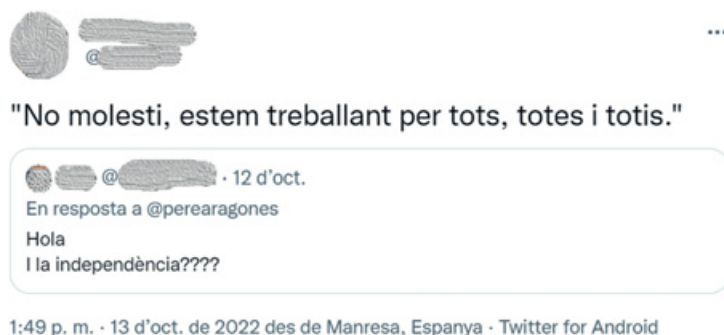 @
"No molesti, estem treballant per tots, totes i totis."
@ · 12 d'oct.
En resposta a @perearagones
Hola
I la independència????
1:49 p. m. · 13 d'oct. de 2022 des de Manresa, Espanya · Twitter for Android